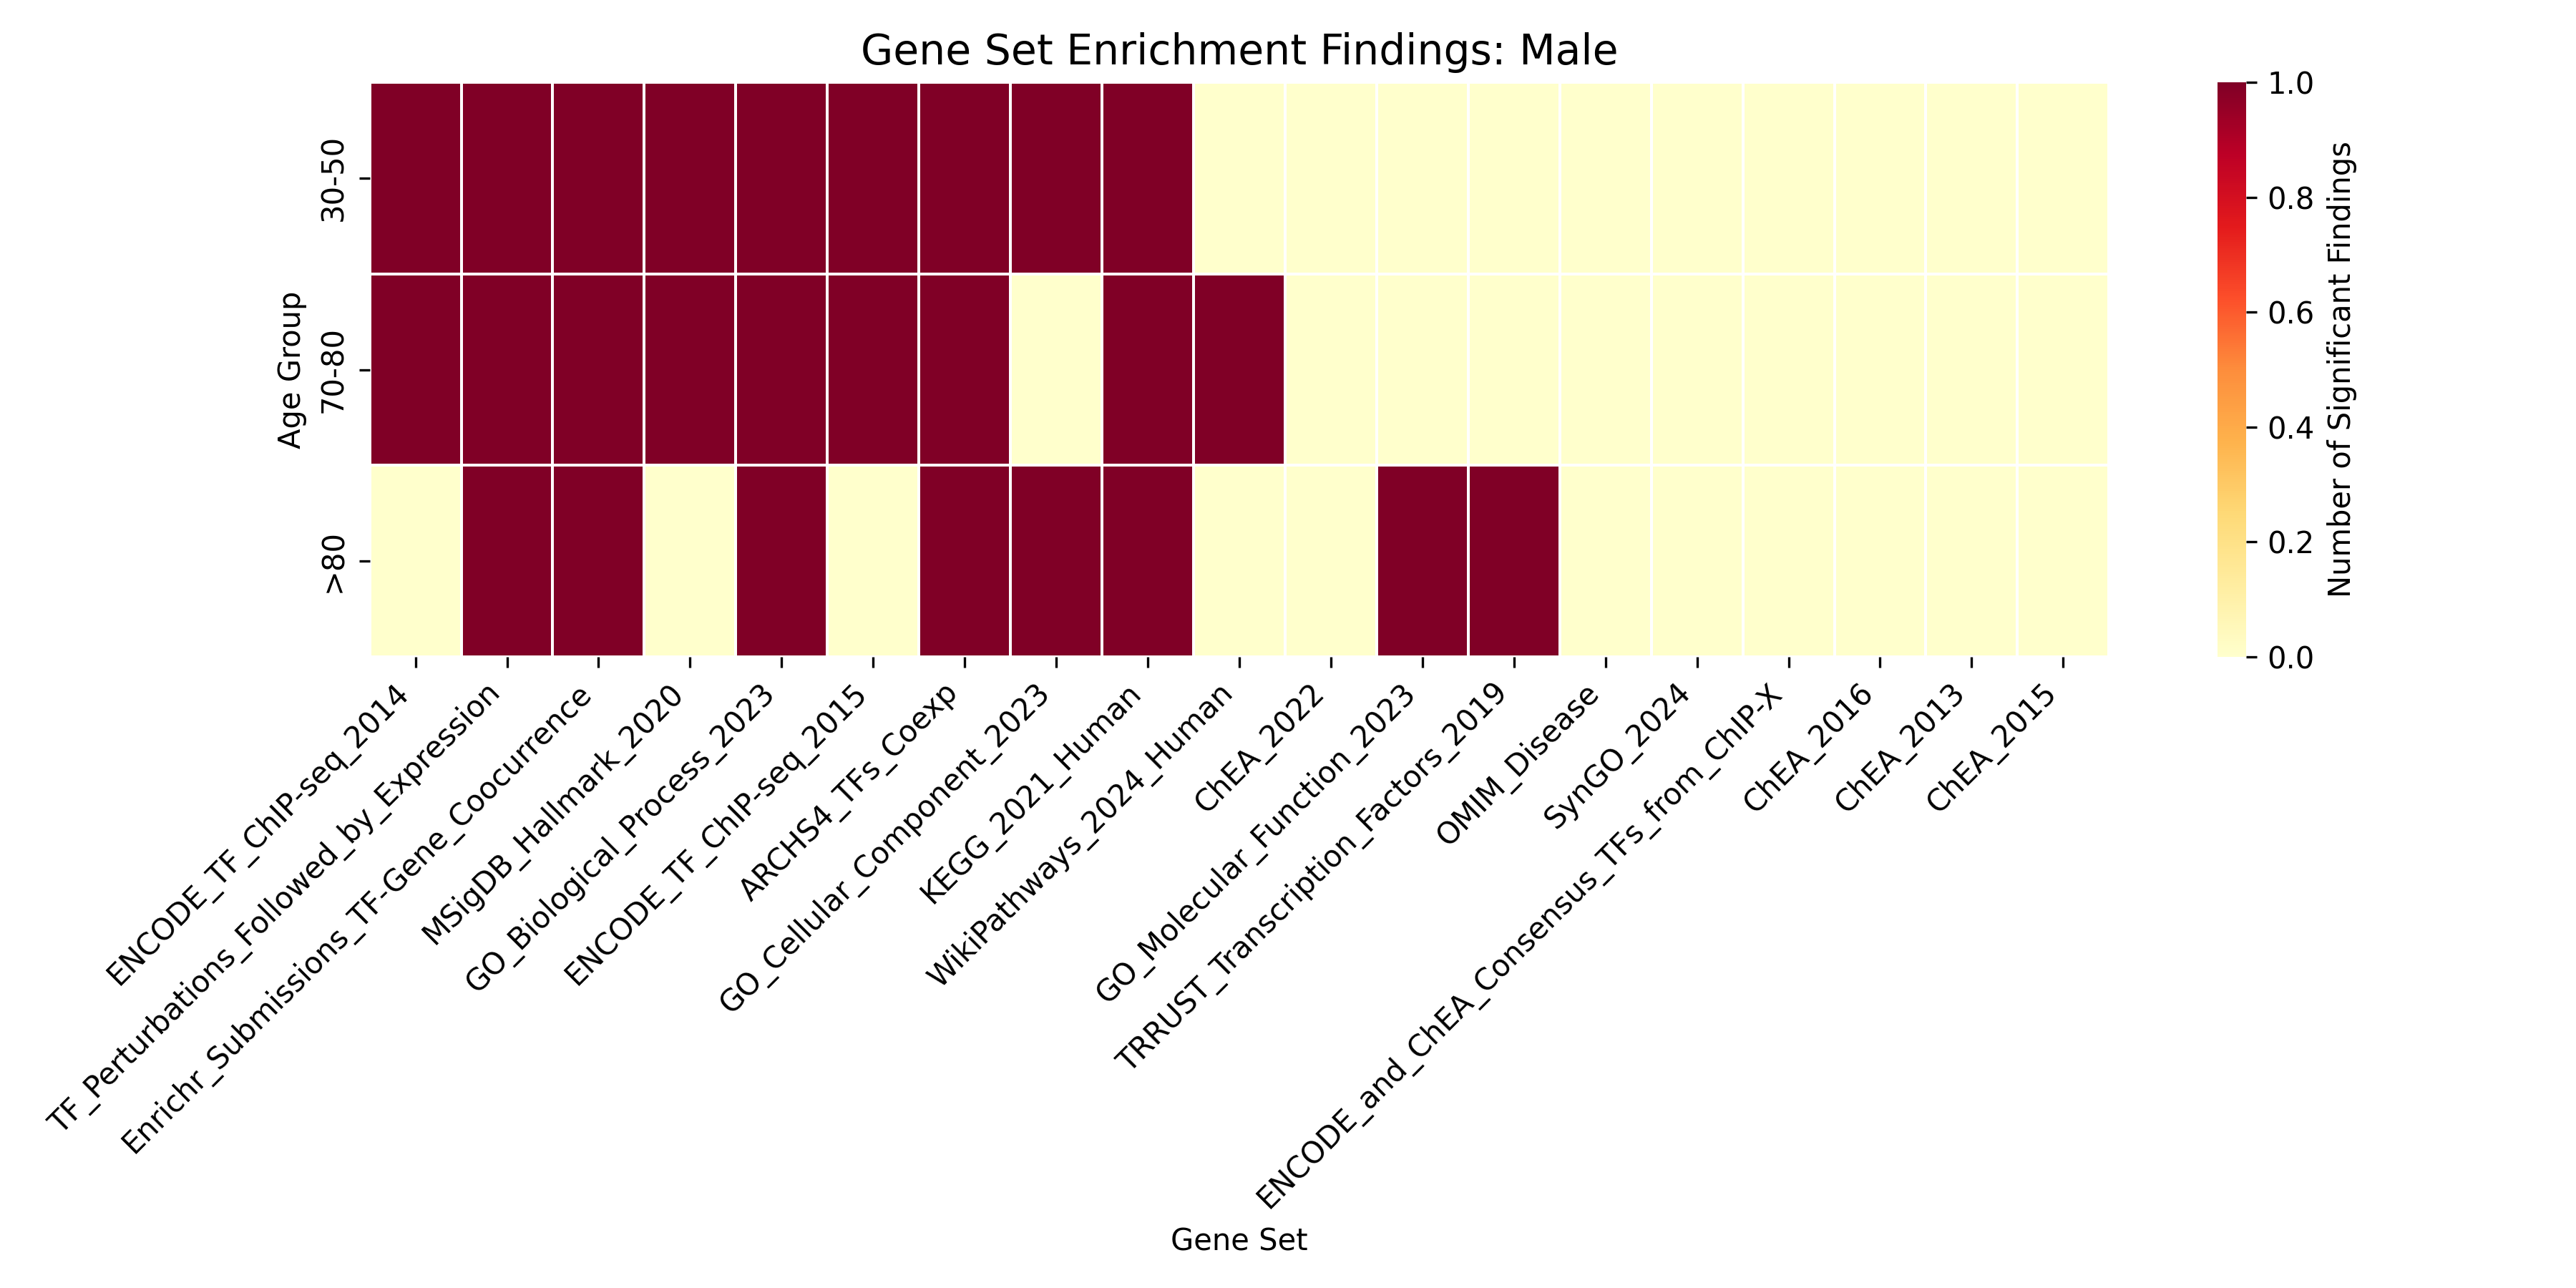 Gene Set Enrichment Findings: Male
Age Group
30-50
70-80
>80
ENCODE_TF_ChIP-seq_2014
TF_Perturbations_Followed_by_Expression
Enrichr_Submissions_TF-Gene_Coocurrence
MSigDB_Hallmark_2020
GO_Biological_Process_2023
ENCODE_TF_ChIP-seq_2015
ARCHS4_TFs_Coexp
GO_Cellular_Component_2023
KEGG_2021_Human
WikiPathways_2024_Human
ChEA_2022
GO_Molecular_Function_2023
TRRUST_Transcription_Factors_2019
OMIM_Disease
SynGO_2024
ENCODE_and_ChEA_Consensus_TFs_from_ChIP-X
ChEA_2016
ChEA_2013
ChEA_2015
Gene Set
1.0
0.8
0.6
0.4
0.2
0.0
Number of Significant Findings